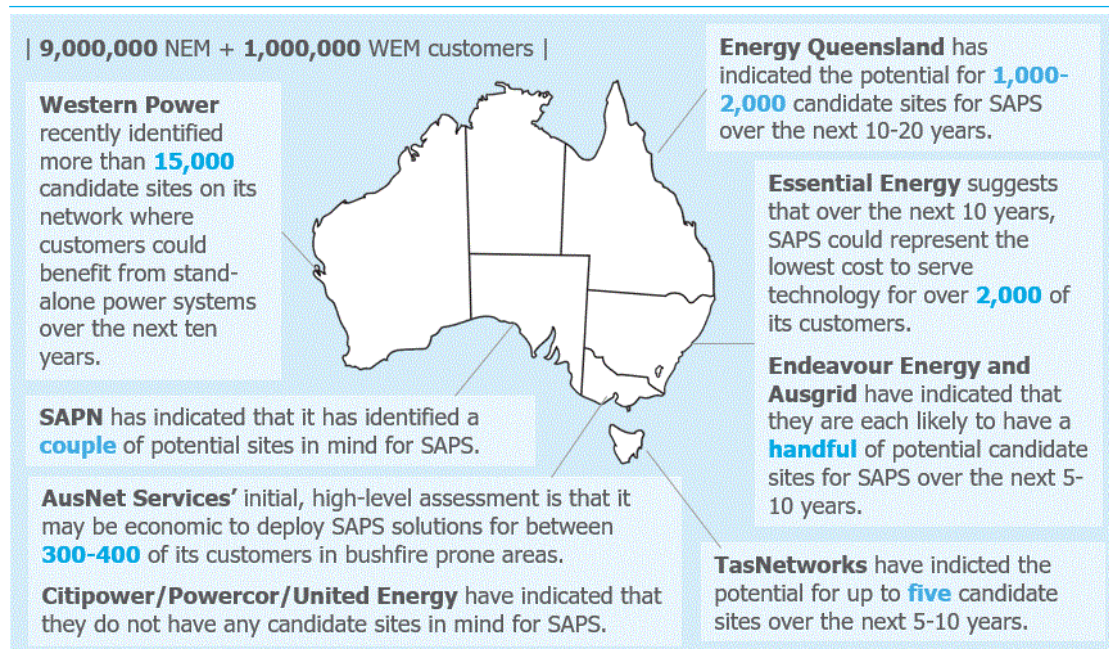 | 9,000,000 NEM + 1,000,000 WEM customers |
Western Power
recently identified
more than 15,000
candidate sites on its
network where
customers could
benefit from stand-
alone power systems
over the next ten
years.
SAPN has indicated that it has identified a
couple of potential sites in mind for SAPS.
AusNet Services' initial, high-level assessment is that it
may be economic to deploy SAPS solutions for between
300-400 of its customers in bushfire prone areas.
Citipower/Powercor/United Energy have indicated that
they do not have any candidate sites in mind for SAPS.
Energy Queensland has
indicated the potential for 1,000-
2,000 candidate sites for SAPS
over the next 10-20 years.
Essential Energy suggests
that over the next 10 years,
SAPS could represent the
lowest cost to serve
technology for over 2,000 of
its customers.
Endeavour Energy and
Ausgrid have indicated that
they are each likely to have a
handful of potential candidate
sites for SAPS over the next 5-
10 years.
TasNetworks have indicted the
potential for up to five candidate
sites over the next 5-10 years.